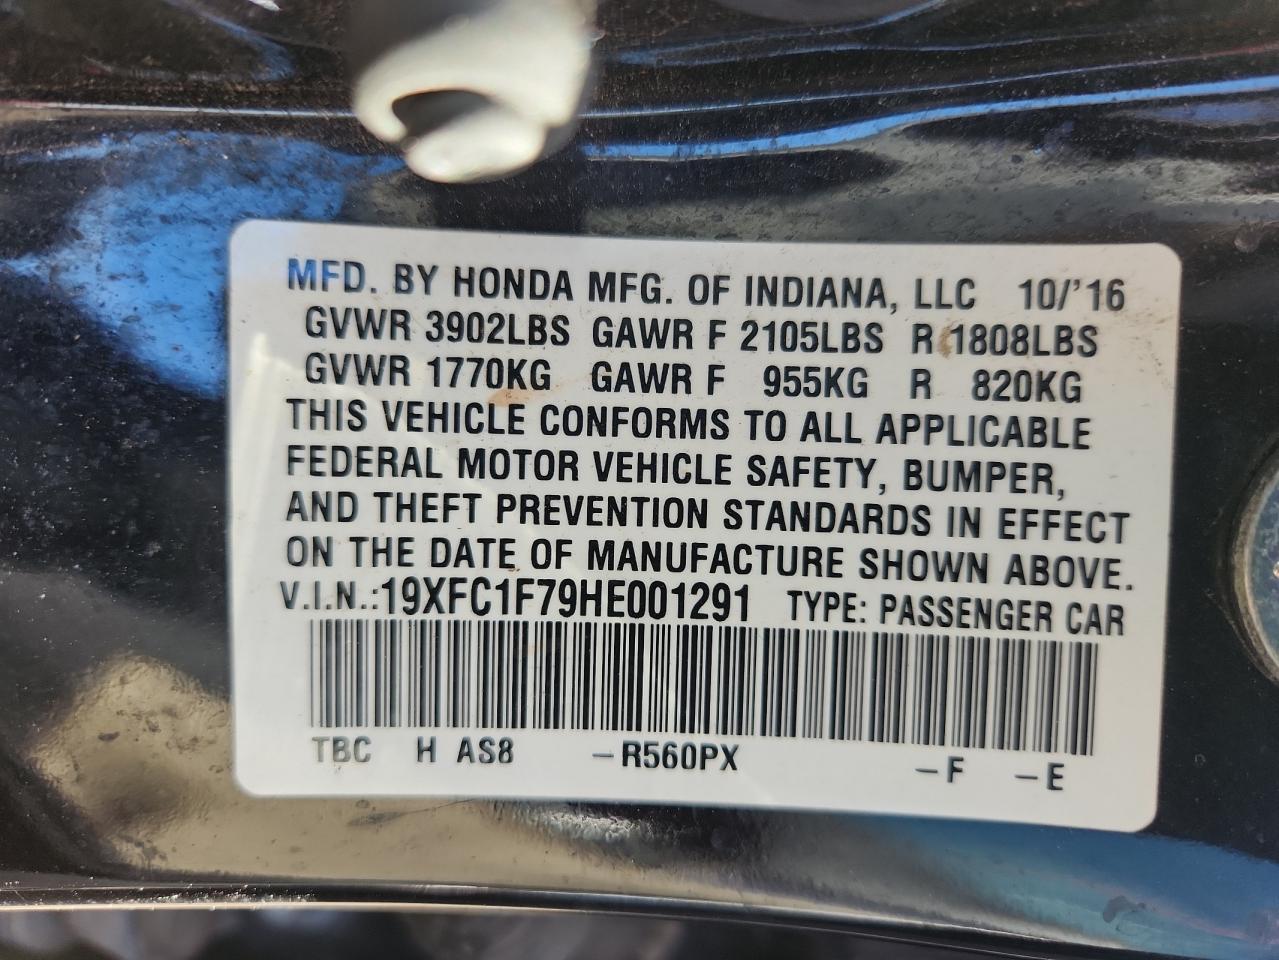 MFD. BY HONDA MFG. OF INDIANA, LLC 10/'16
GVWR 3902LBS GAWR F 2105LBS R 1808LBS
GVWR 1770KG GAWR F 955KG R 820KG
THIS VEHICLE CONFORMS TO ALL APPLICABLE
FEDERAL MOTOR VEHICLE SAFETY, BUMPER,
AND THEFT PREVENTION STANDARDS IN EFFECT
ON THE DATE OF MANUFACTURE SHOWN ABOVE.
V.I.N.:19XFC1F79HE001291 TYPE: PASSENGER CAR
TBC H AS8 –R560PX –F –E